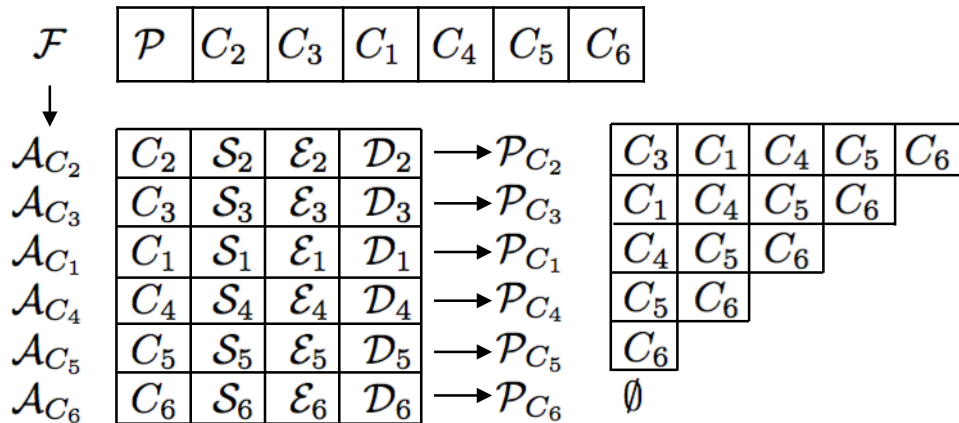 ℱ 𝒫 C₂ C₃ C₁ C₄ C₅ C₆
𝒜_{C₂} C₂ 𝒮₂ ℰ₂ 𝒟₂ 𝒫_{C₂} C₃ C₁ C₄ C₅ C₆
𝒜_{C₃} C₃ 𝒮₃ ℰ₃ 𝒟₃ 𝒫_{C₃} C₁ C₄ C₅ C₆
𝒜_{C₁} C₁ 𝒮₁ ℰ₁ 𝒟₁ 𝒫_{C₁} C₄ C₅ C₆
𝒜_{C₄} C₄ 𝒮₄ ℰ₄ 𝒟₄ 𝒫_{C₄} C₅ C₆
𝒜_{C₅} C₅ 𝒮₅ ℰ₅ 𝒟₅ 𝒫_{C₅} C₆
𝒜_{C₆} C₆ 𝒮₆ ℰ₆ 𝒟₆ 𝒫_{C₆} ∅